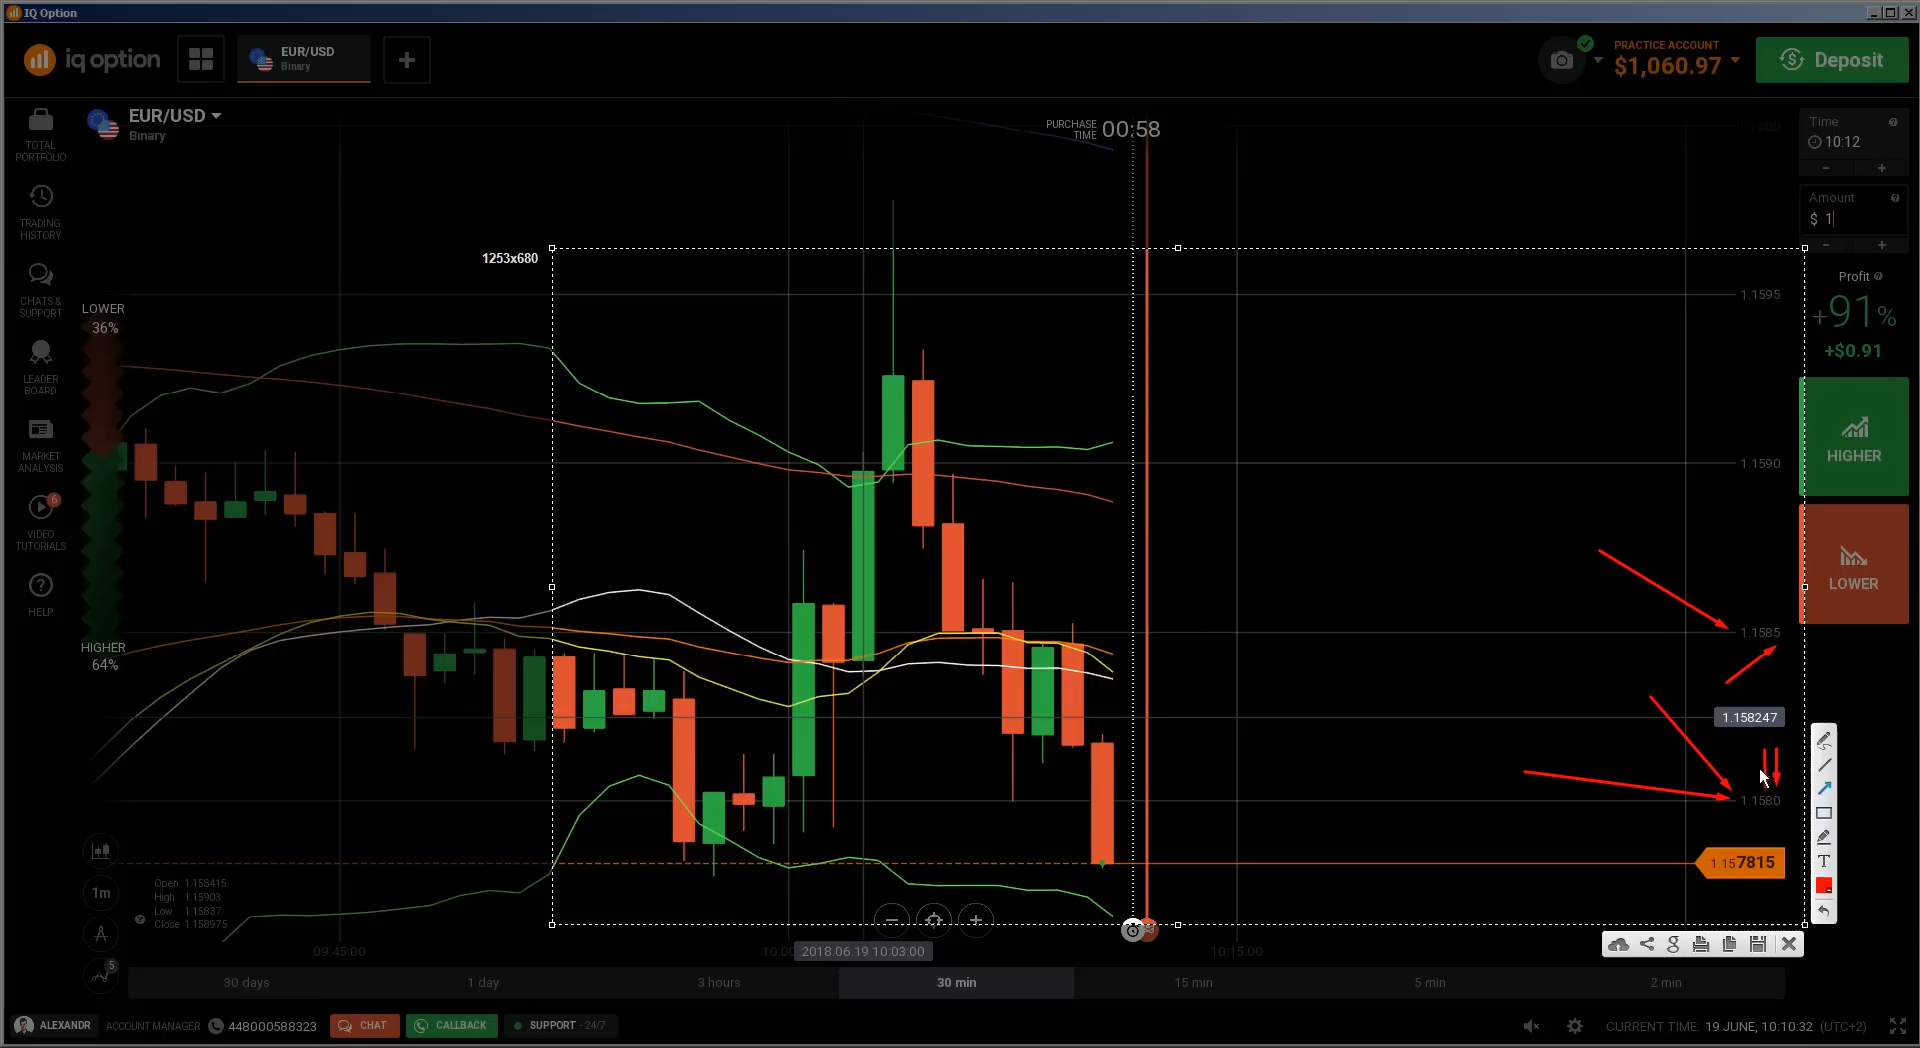 IQ Option
iq option
EUR/USD
Binary
PRACTICE ACCOUNT
$1,060.97
Deposit
EUR/USD
Binary
PURCHASE
TIME
00:58
Time
10:12
Amount
$ 1
Profit
+91%
+$0.91
HIGHER
LOWER
TOTAL
PORTFOLIO
TRADING
HISTORY
CHATS &
SUPPORT
LEADER
BOARD
MARKET
ANALYSIS
6
VIDEO
TUTORIALS
HELP
LOWER
36%
HIGHER
64%
1253x680
1.1595
1.1590
1.1585
1.158247
1.1580
1.157815
1m
5
Open 1.158415
High 1.15903
Low 1.15837
Close 1.158975
09:45:00
2018.06.19 10:03:00
10:15:00
30 days
1 day
3 hours
30 min
15 min
5 min
2 min
ALEXANDR
ACCOUNT MANAGER
448000588323
CHAT
CALLBACK
SUPPORT - 24/7
CURRENT TIME: 19 JUNE, 10:10:32 (UTC+2)